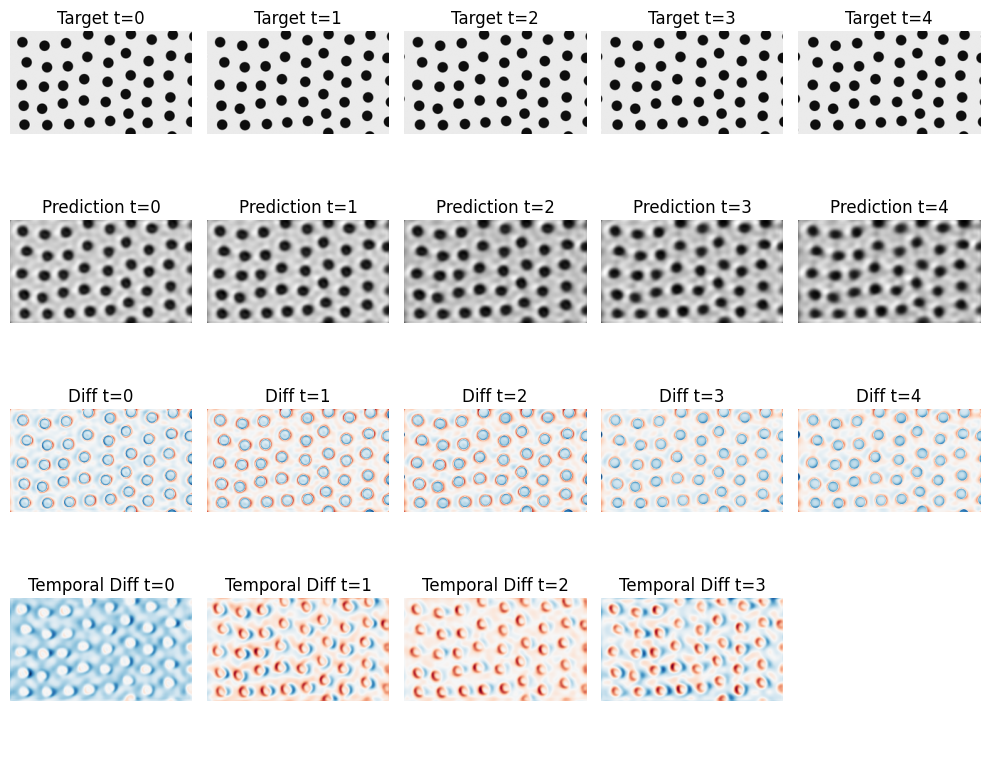 Target t=0 Target t=1 Target t=2 Target t=3 Target t=4
Prediction t=0 Prediction t=1 Prediction t=2 Prediction t=3 Prediction t=4
Diff t=0 Diff t=1 Diff t=2 Diff t=3 Diff t=4
Temporal Diff t=0 Temporal Diff t=1 Temporal Diff t=2 Temporal Diff t=3